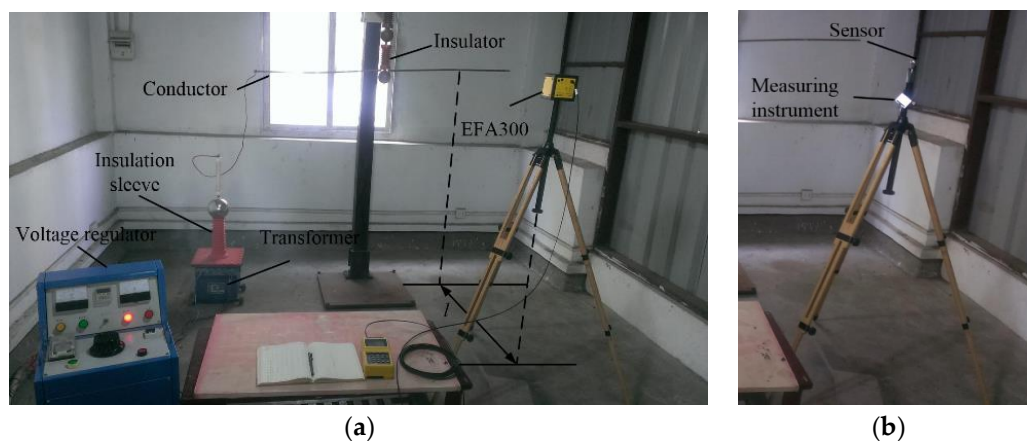 Insulator
Conductor
EFA300
Insulation
sleeve
Voltage regulator
Transformer
Sensor
Measuring
instrument
(a)
(b)